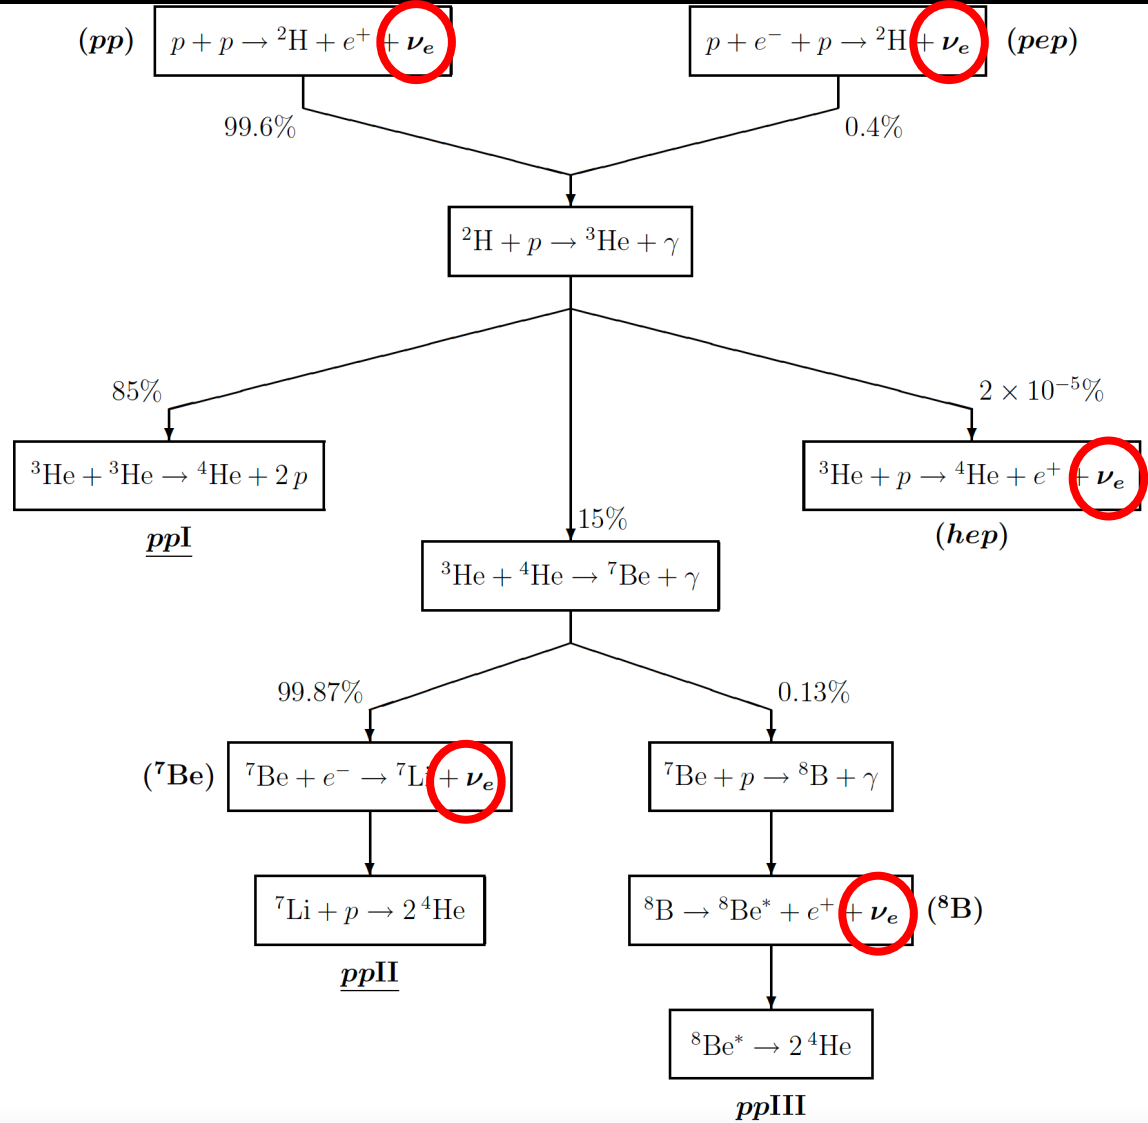 (pp) p + p → ²H + e⁺ + νₑ
p + e⁻ + p → ²H + νₑ (pep)
99.6%
0.4%
²H + p → ³He + γ
85%
2 × 10⁻⁵%
³He + ³He → ⁴He + 2 p
³He + p → ⁴He + e⁺ + νₑ
ppI
(hep)
15%
³He + ⁴He → ⁷Be + γ
99.87%
0.13%
(⁷Be) ⁷Be + e⁻ → ⁷Li + νₑ
⁷Be + p → ⁸B + γ
⁷Li + p → 2 ⁴He
⁸B → ⁸Be* + e⁺ + νₑ (⁸B)
ppII
⁸Be* → 2 ⁴He
ppIII